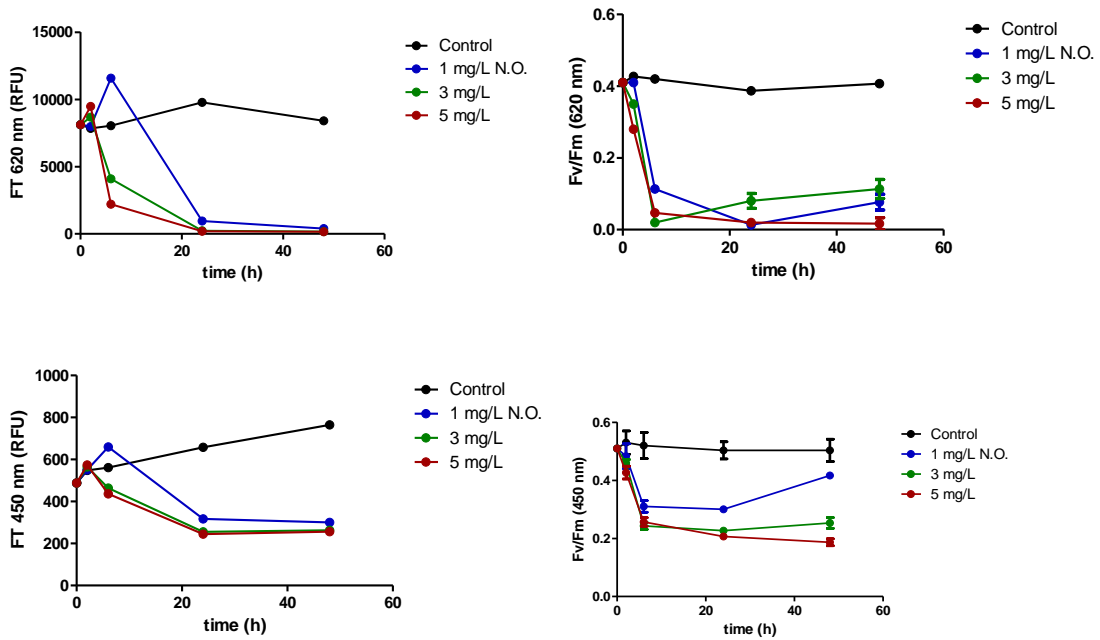 FT 620 nm (RFU)
15000
10000
5000
0
0 20 40 60
time (h)
Control
1 mg/L N.O.
3 mg/L
5 mg/L
Fv/Fm (620 nm)
0.6
0.4
0.2
0.0
0 20 40 60
time (h)
Control
1 mg/L N.O.
3 mg/L
5 mg/L
FT 450 nm (RFU)
1000
800
600
400
200
0
0 20 40 60
time (h)
Control
1 mg/L N.O.
3 mg/L
5 mg/L
Fv/Fm (450 nm)
0.6
0.4
0.2
0.0
0 20 40 60
time (h)
Control
1 mg/L N.O.
3 mg/L
5 mg/L